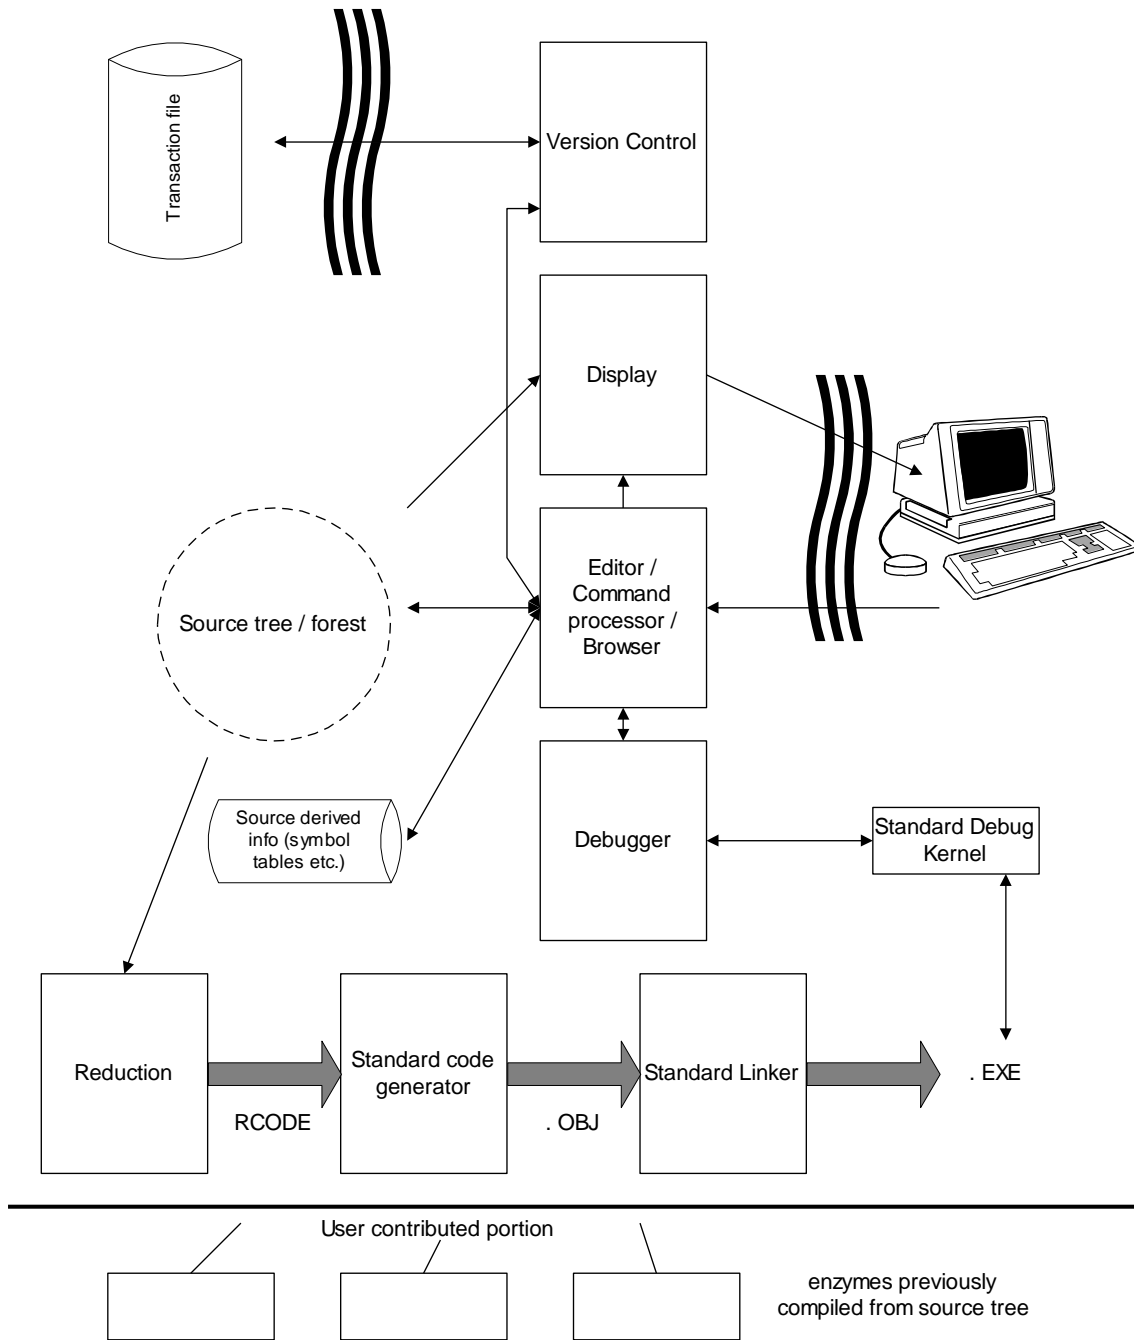 Transaction file
Version Control
Display
Editor /
Command
processor /
Browser
Source tree / forest
Source derived
info (symbol
tables etc.)
Debugger
Standard Debug
Kernel
Reduction
Standard code
generator
Standard Linker
. EXE
RCODE
. OBJ
User contributed portion
enzymes previously
compiled from source tree